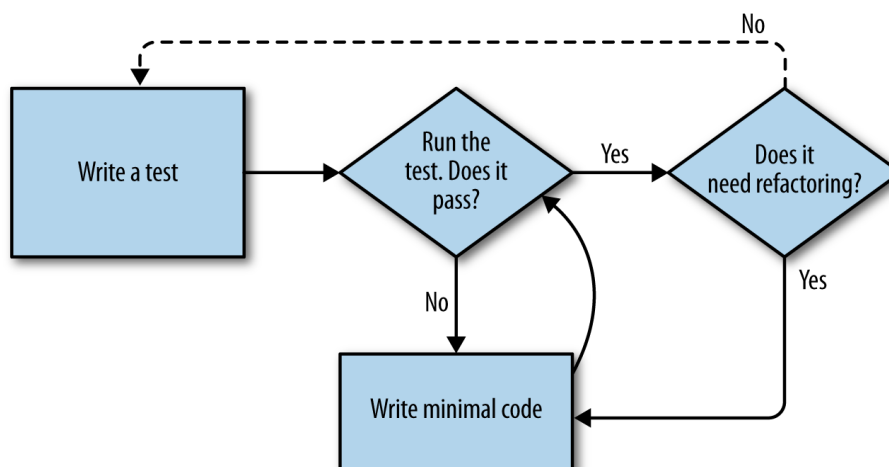 No
Write a test
Run the
test. Does it
pass?
Yes
Does it
need refactoring?
No
Yes
Write minimal code